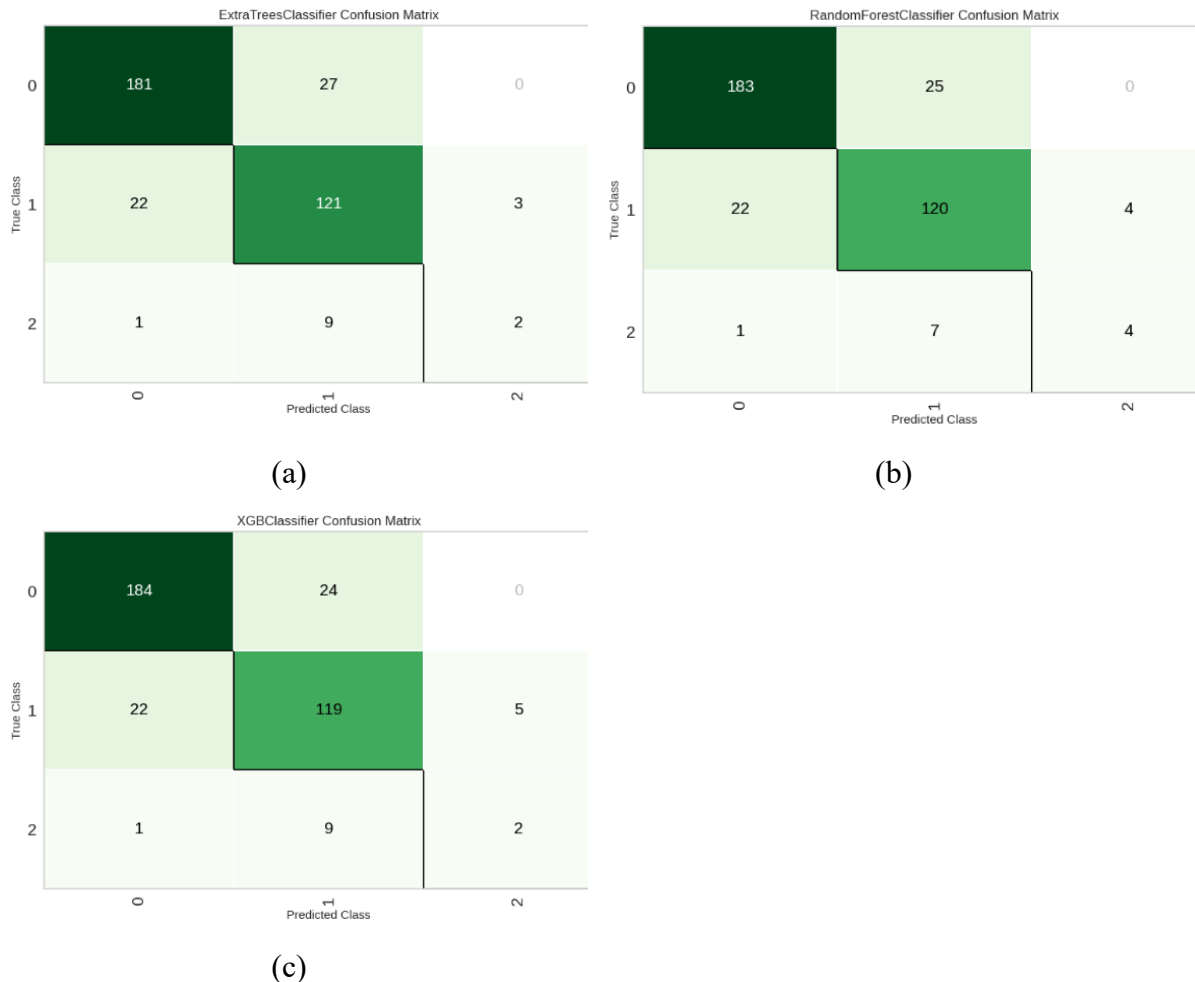 ExtraTreesClassifier Confusion Matrix
0 181 27 0
True Class
1 22 121 3
2 1 9 2
0 1 2
Predicted Class
(a)
RandomForestClassifier Confusion Matrix
0 183 25 0
True Class
1 22 120 4
2 1 7 4
0 1 2
Predicted Class
(b)
XGBClassifier Confusion Matrix
0 184 24 0
True Class
1 22 119 5
2 1 9 2
0 1 2
Predicted Class
(c)